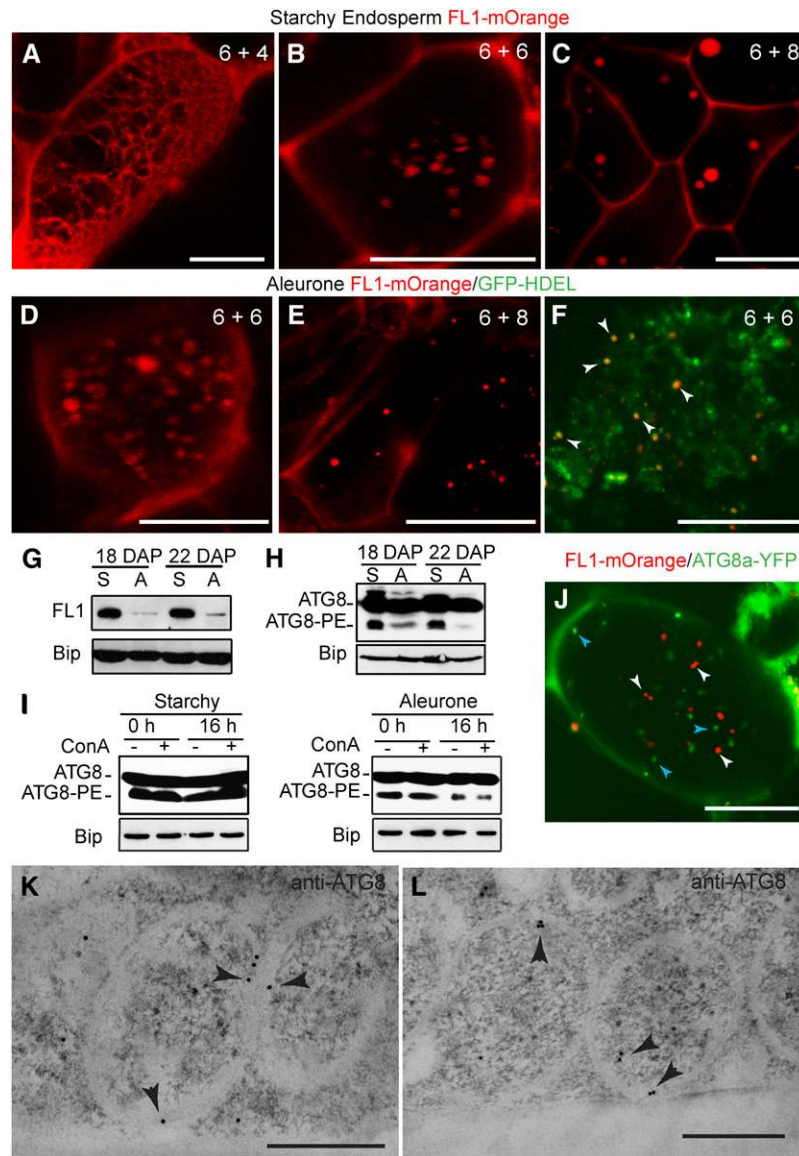 Starchy Endosperm FL1-mOrange
A 6 + 4 B 6 + 6 C 6 + 8
Aleurone FL1-mOrange/GFP-HDEL
D 6 + 6 E 6 + 8 F 6 + 6
G 18 DAP 22 DAP
S A S A
FL1
Bip
H 18 DAP 22 DAP
S A S A
ATG8
ATG8-PE
Bip
FL1-mOrange/ATG8a-YFP
J
I Starchy
0 h 16 h
ConA - + - +
ATG8
ATG8-PE
Bip
Aleurone
0 h 16 h
ConA - + - +
ATG8
ATG8-PE
Bip
K anti-ATG8
L anti-ATG8